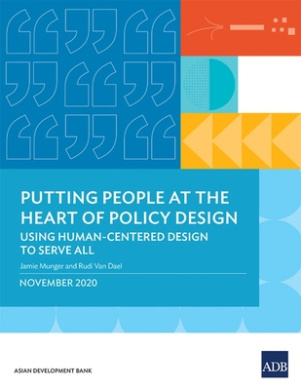 PUTTING PEOPLE AT THE
HEART OF POLICY DESIGN
USING HUMAN-CENTERED DESIGN
TO SERVE ALL
Jamie Munger and Rudi Van Dael
NOVEMBER 2020
ASIAN DEVELOPMENT BANK
ADB